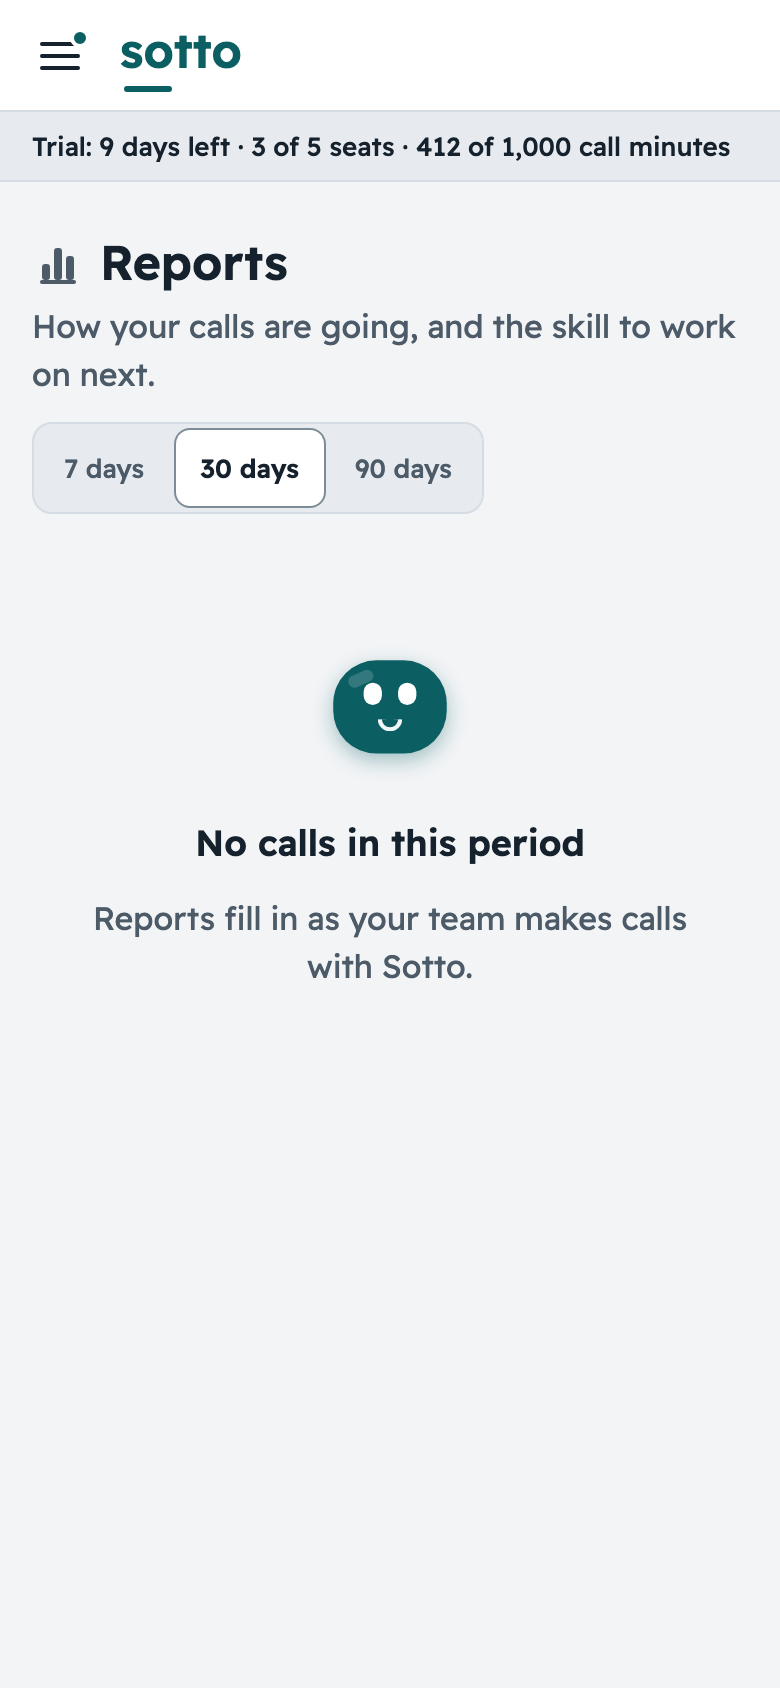 sotto
Trial: 9 days left · 3 of 5 seats · 412 of 1,000 call minutes
Reports
How your calls are going, and the skill to work
on next.
7 days
30 days
90 days
No calls in this period
Reports fill in as your team makes calls
with Sotto.